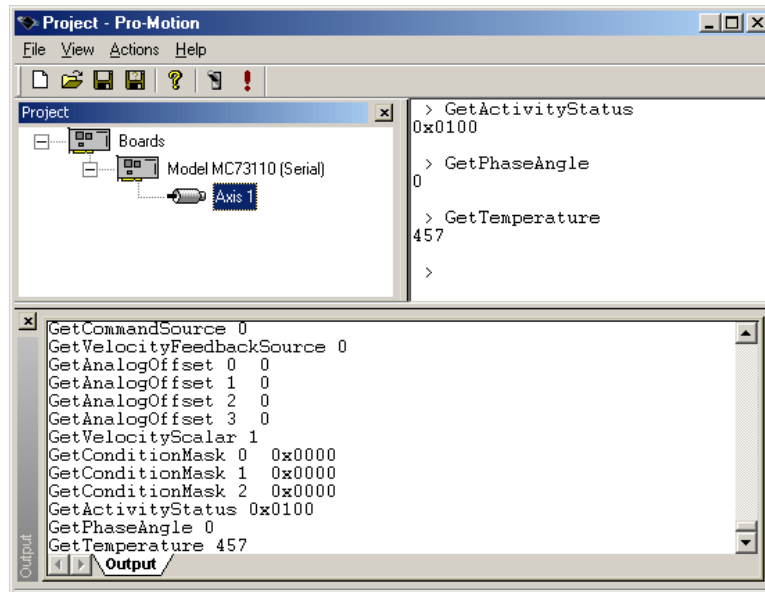 Project - Pro-Motion
File View Actions Help
Project
Boards
Model MC73110 (Serial)
Axis 1
> GetActivityStatus
0x0100
> GetPhaseAngle
0
> GetTemperature
457
>
GetCommandSource 0
GetVelocityFeedbackSource 0
GetAnalogOffset 0 0
GetAnalogOffset 1 0
GetAnalogOffset 2 0
GetAnalogOffset 3 0
GetVelocityScalar 1
GetConditionMask 0 0x0000
GetConditionMask 1 0x0000
GetConditionMask 2 0x0000
GetActivityStatus 0x0100
GetPhaseAngle 0
GetTemperature 457
Output
Output